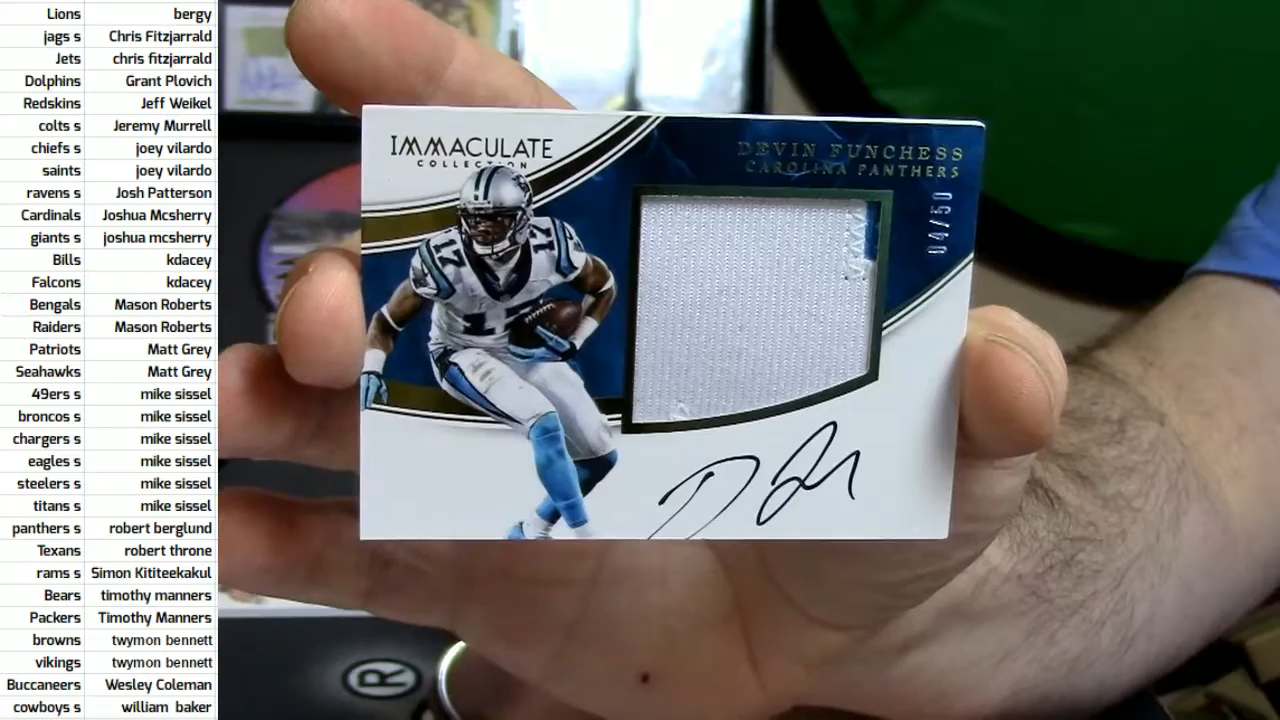 Lions bergy
jags s Chris Fitzjarrald
Jets chris fitzjarrald
Dolphins Grant Plovich
Redskins Jeff Weikel
colts s Jeremy Murrell
chiefs s joey vilardo
saints joey vilardo
ravens s Josh Patterson
Cardinals Joshua Mcsherry
giants s joshua mcsherry
Bills kdacey
Falcons kdacey
Bengals Mason Roberts
Raiders Mason Roberts
Patriots Matt Grey
Seahawks Matt Grey
49ers s mike sissel
broncos s mike sissel
chargers s mike sissel
eagles s mike sissel
steelers s mike sissel
titans s mike sissel
panthers s robert berglund
Texans robert throne
rams s Simon Kititeekakul
Bears timothy manners
Packers Timothy Manners
browns twymon bennett
vikings twymon bennett
Buccaneers Wesley Coleman
cowboys s william baker
IMMACULATE
COLLECTION
DEVIN FUNCHESS
CAROLINA PANTHERS
04/50
17
17
17
®